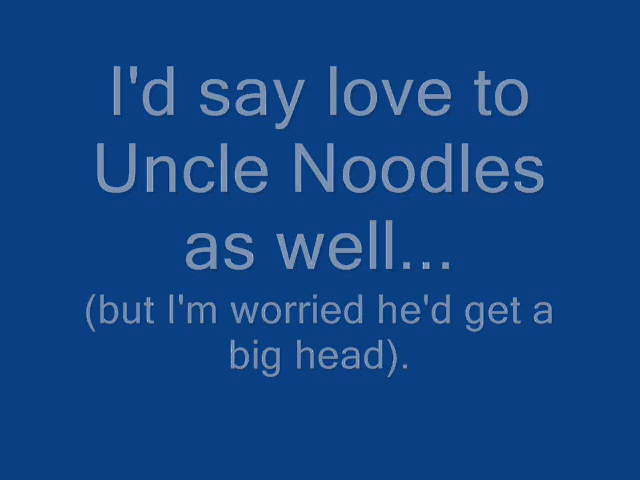 I'd say love to
Uncle Noodles
as well...
(but I'm worried he'd get a
big head).